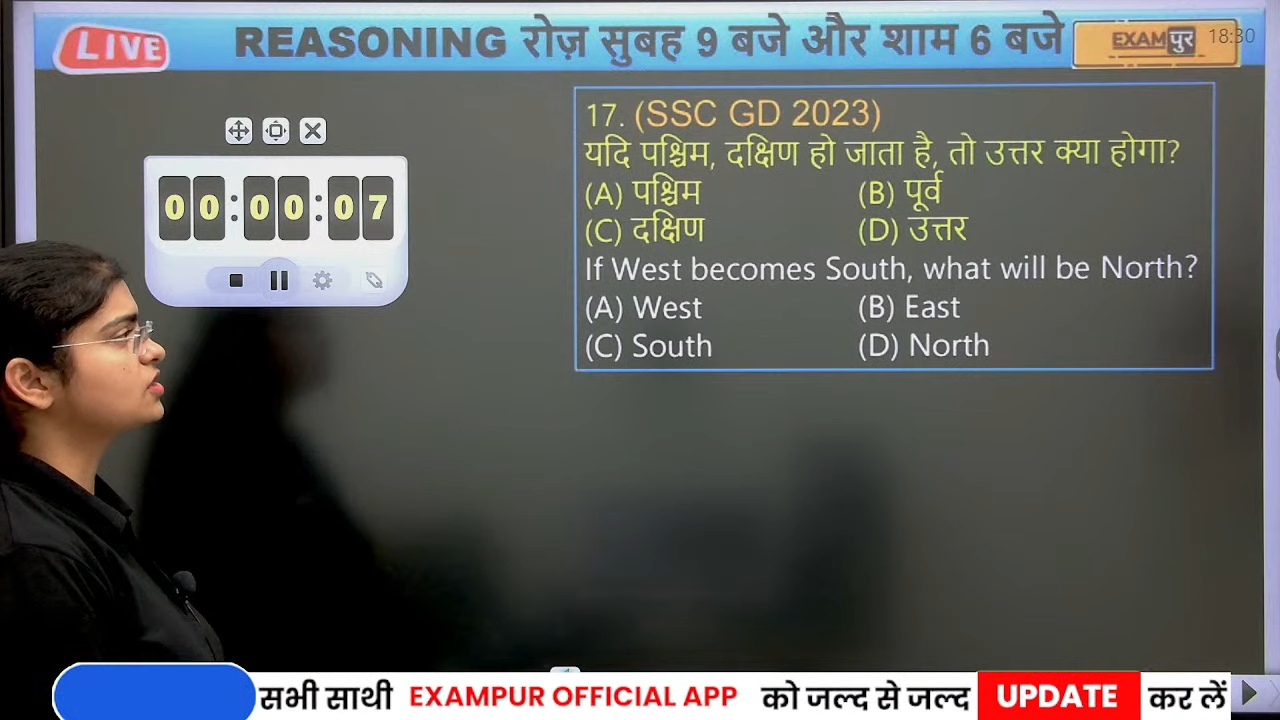 LIVE
REASONING रोज़ सुबह 9 बजे और शाम 6 बजे
EXAMपुर
18:30
00:00:07
17. (SSC GD 2023)
यदि पश्चिम, दक्षिण हो जाता है, तो उत्तर क्या होगा?
(A) पश्चिम (B) पूर्व
(C) दक्षिण (D) उत्तर
If West becomes South, what will be North?
(A) West (B) East
(C) South (D) North
सभी साथी EXAMPUR OFFICIAL APP को जल्द से जल्द UPDATE कर लें